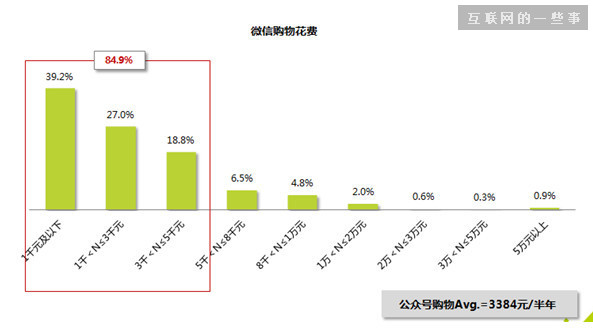 互联网的一些事
微信购物花费
84.9%
39.2%
27.0%
18.8%
6.5%
4.8%
2.0%
0.6%
0.3%
0.9%
1千元及以下
1千<N≤3千元
3千<N≤5千元
5千<N≤8千元
8千<N≤1万元
1万<N≤2万元
2万<N≤3万元
3万<N≤5万元
5万元以上
公众号购物Avg.=3384元/半年